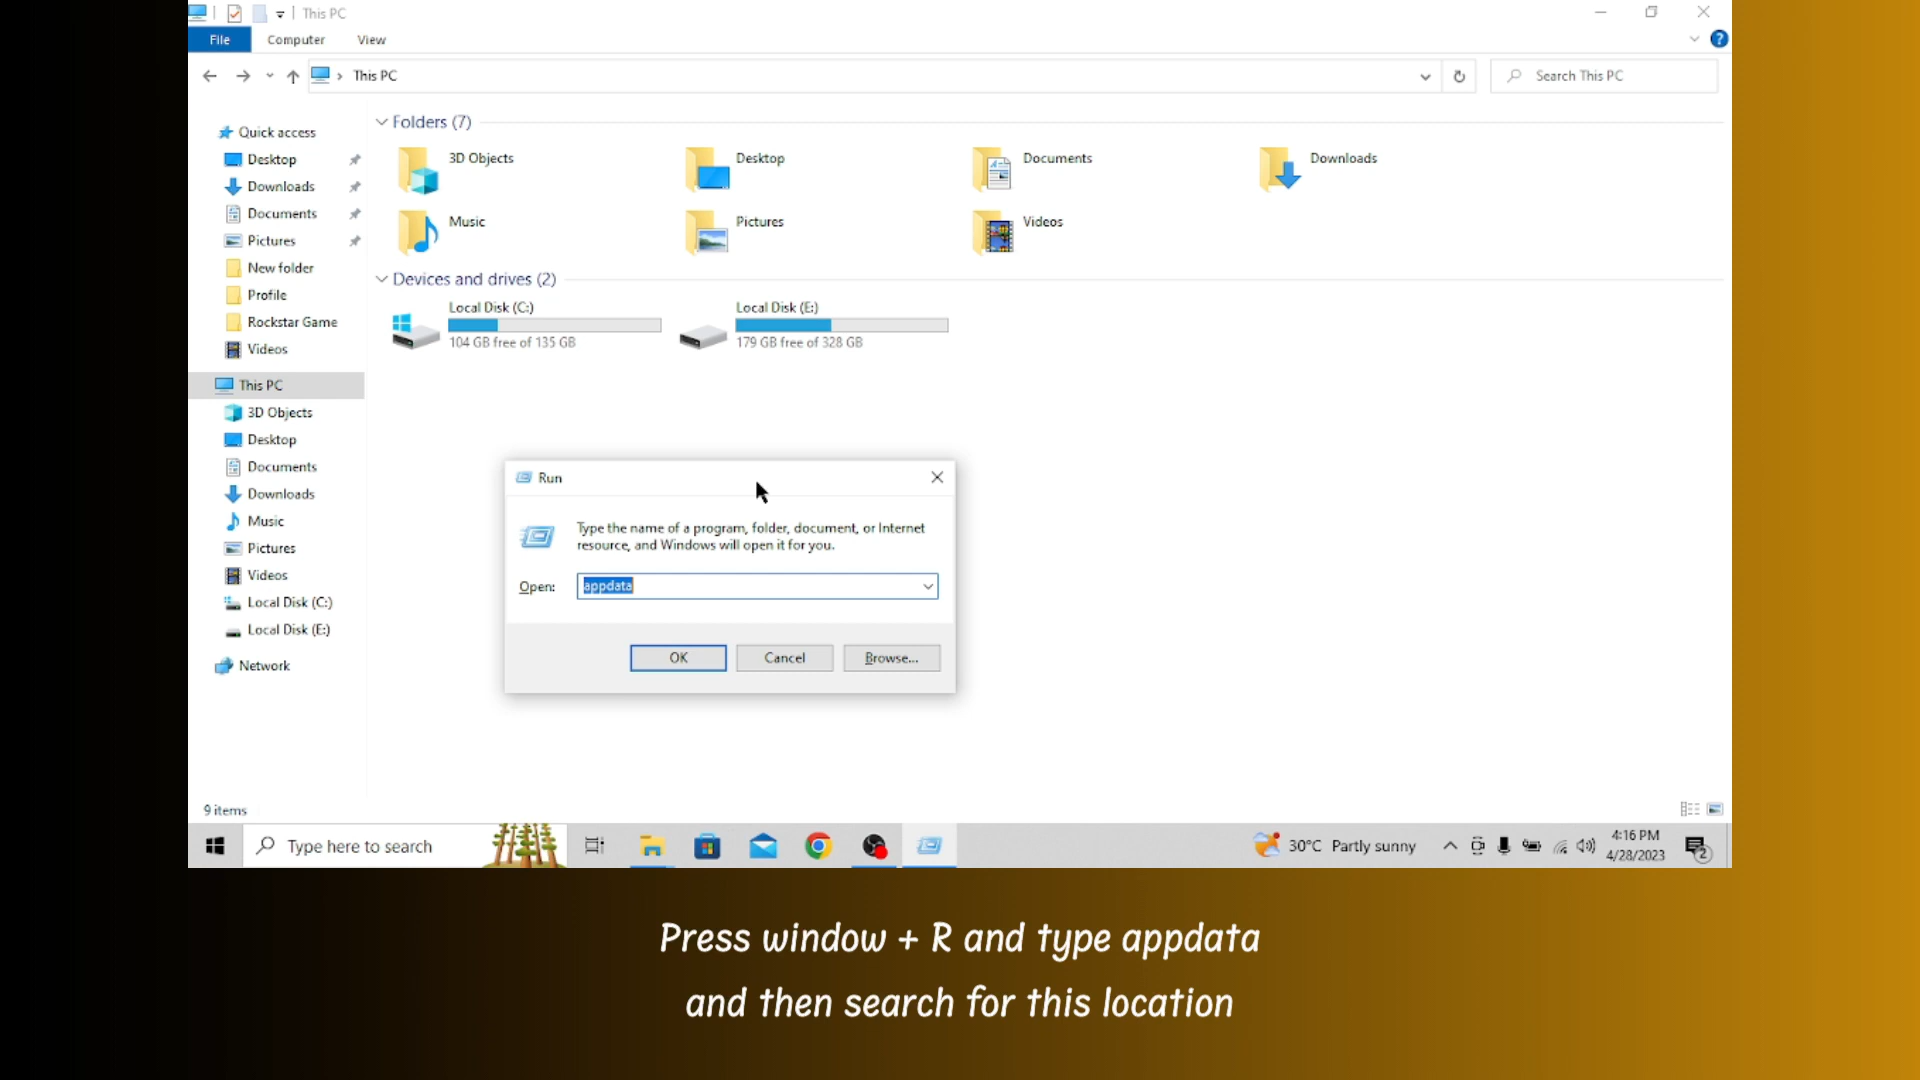 This PC
File
Computer
View
This PC
Search This PC
Quick access
Desktop
Downloads
Documents
Pictures
New folder
Profile
Rockstar Game
Videos
This PC
3D Objects
Desktop
Documents
Downloads
Music
Pictures
Videos
Local Disk (C:)
Local Disk (E:)
Network
Folders (7)
3D Objects
Desktop
Documents
Downloads
Music
Pictures
Videos
Devices and drives (2)
Local Disk (C:)
104 GB free of 135 GB
Local Disk (E:)
179 GB free of 328 GB
Run
Type the name of a program, folder, document, or Internet
resource, and Windows will open it for you.
Open:
appdata
OK
Cancel
Browse...
9 items
Type here to search
30°C Partly sunny
4:16 PM
4/28/2023
2
Press window + R and type appdata
and then search for this location